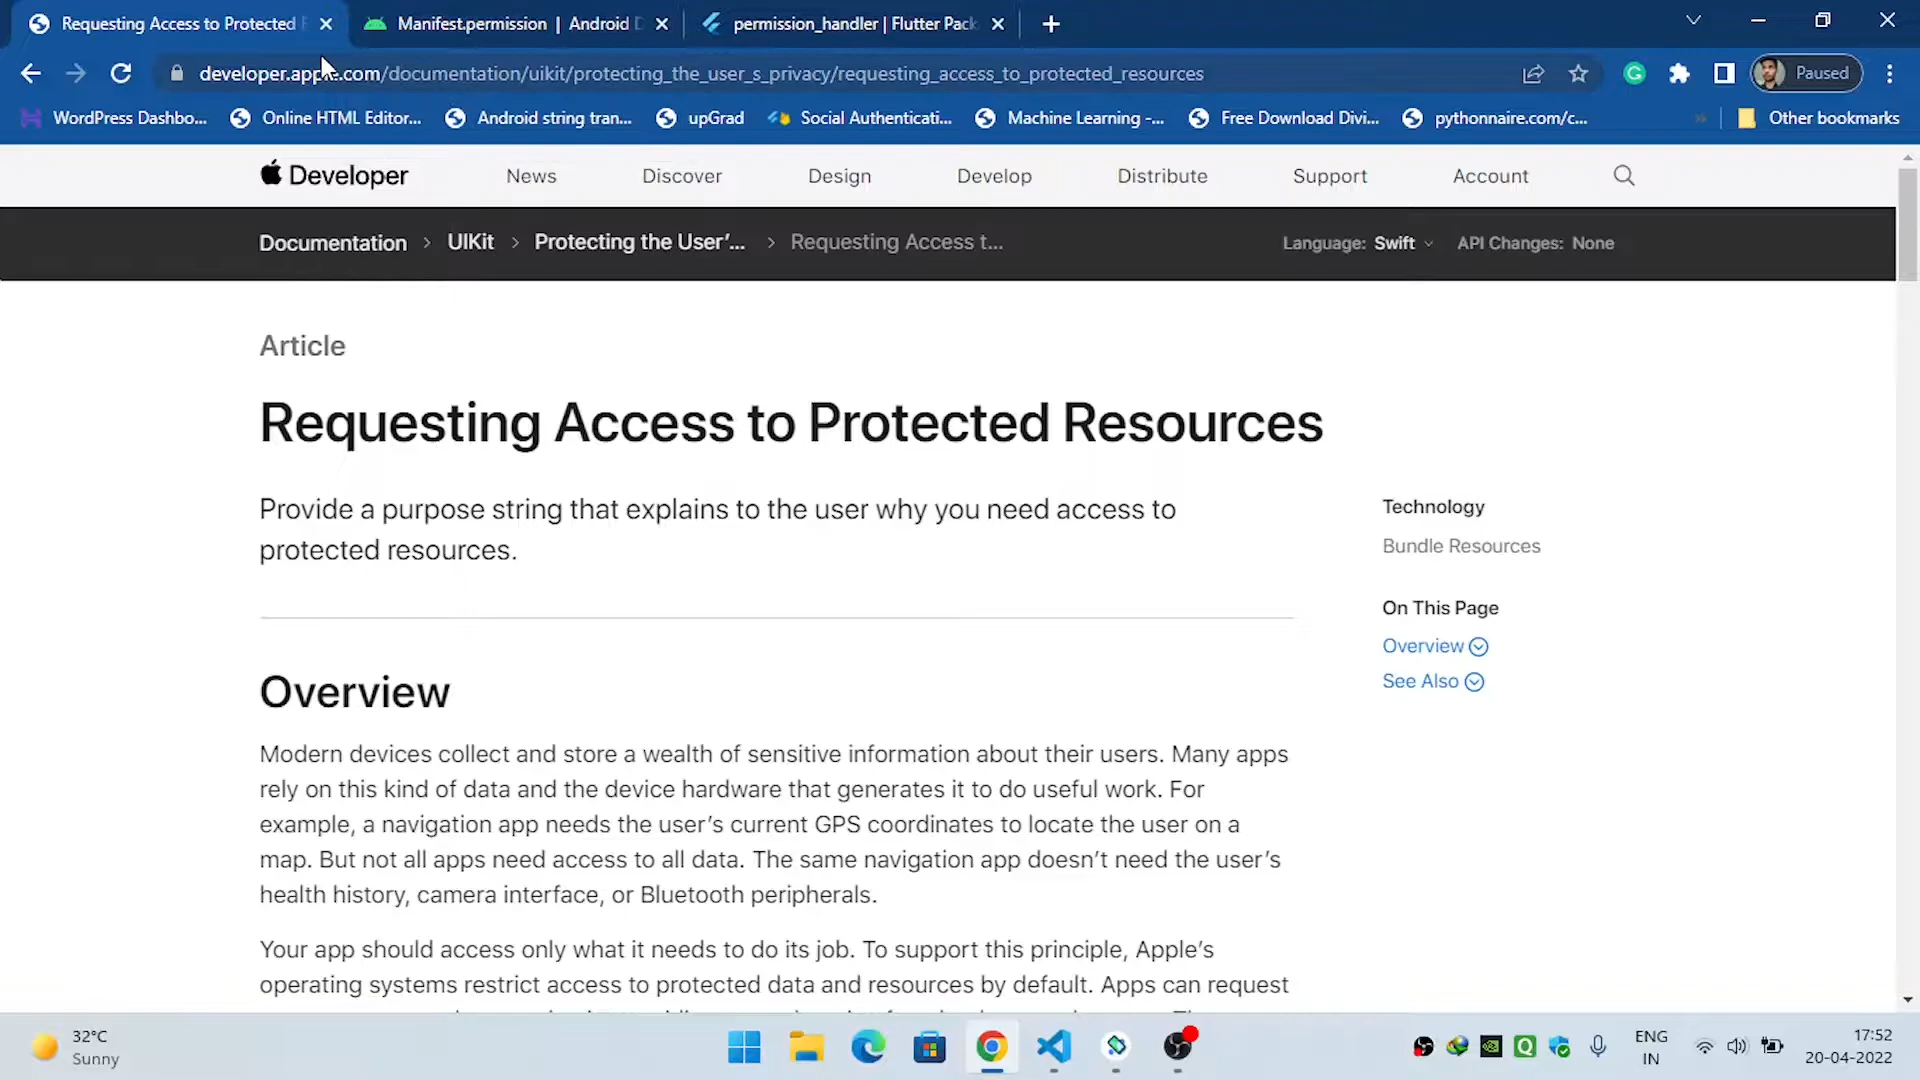 Requesting Access to Protected
Manifest.permission | Android
permission_handler | Flutter Pack
developer.apple.com/documentation/uikit/protecting_the_user_s_privacy/requesting_access_to_protected_resources
Paused
WordPress Dashbo...
Online HTML Editor...
Android string tran...
upGrad
Social Authenticati...
Machine Learning -...
Free Download Divi...
pythonnaire.com/c...
Other bookmarks
Developer
News
Discover
Design
Develop
Distribute
Support
Account
Documentation > UIKit > Protecting the User’... > Requesting Access t...
Language: Swift
API Changes: None
Article
Requesting Access to Protected Resources
Provide a purpose string that explains to the user why you need access to
protected resources.
Technology
Bundle Resources
On This Page
Overview
See Also
Overview
Modern devices collect and store a wealth of sensitive information about their users. Many apps
rely on this kind of data and the device hardware that generates it to do useful work. For
example, a navigation app needs the user’s current GPS coordinates to locate the user on a
map. But not all apps need access to all data. The same navigation app doesn’t need the user’s
health history, camera interface, or Bluetooth peripherals.
Your app should access only what it needs to do its job. To support this principle, Apple’s
operating systems restrict access to protected data and resources by default. Apps can request
32°C
Sunny
ENG
IN
17:52
20-04-2022